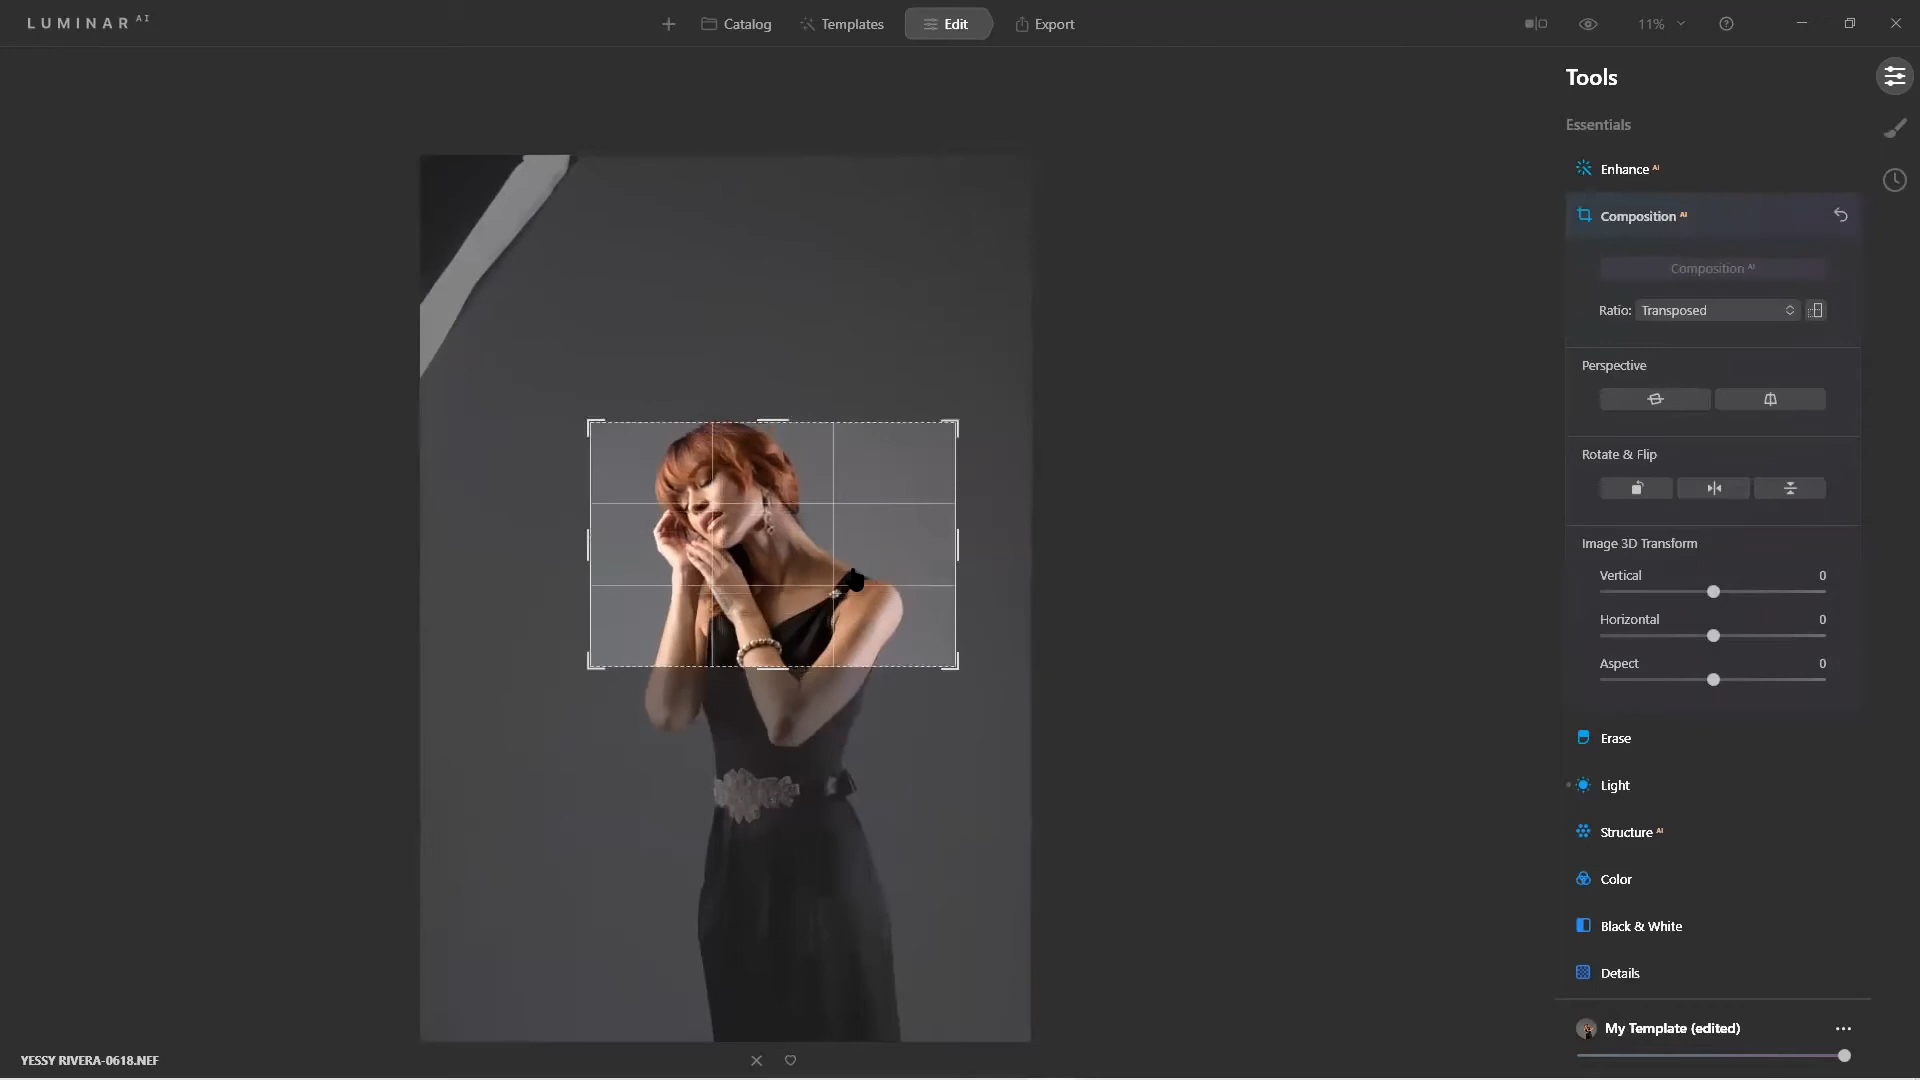 LUMINAR AI
Catalog
Templates
Edit
Export
11%
Tools
Essentials
Enhance AI
Composition AI
Composition AI
Ratio: Transposed
Perspective
Rotate & Flip
Image 3D Transform
Vertical 0
Horizontal 0
Aspect 0
Erase
Light
Structure AI
Color
Black & White
Details
My Template (edited)
YESSY RIVERA-0618.NEF